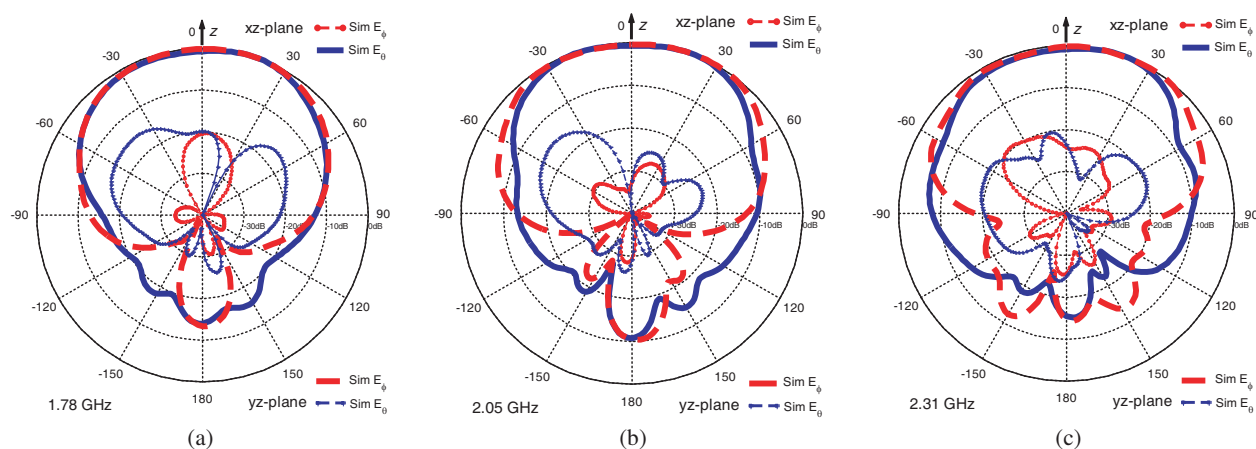 xz-plane
Sim Eϕ
Sim Eθ
0
z
-30
30
-60
60
-90
90
-30dB
-20dB
-10dB
0dB
-120
120
-150
150
180
1.78 GHz
yz-plane
Sim Eϕ
Sim Eθ
(a)
xz-plane
Sim Eϕ
Sim Eθ
0
z
-30
30
-60
60
-90
90
-30dB
-20dB
-10dB
0dB
-120
120
-150
150
180
2.05 GHz
yz-plane
Sim Eϕ
Sim Eθ
(b)
xz-plane
Sim Eϕ
Sim Eθ
0
z
-30
30
-60
60
-90
90
-30dB
-20dB
-10dB
0dB
-120
120
-150
150
180
2.31 GHz
yz-plane
Sim Eϕ
Sim Eθ
(c)